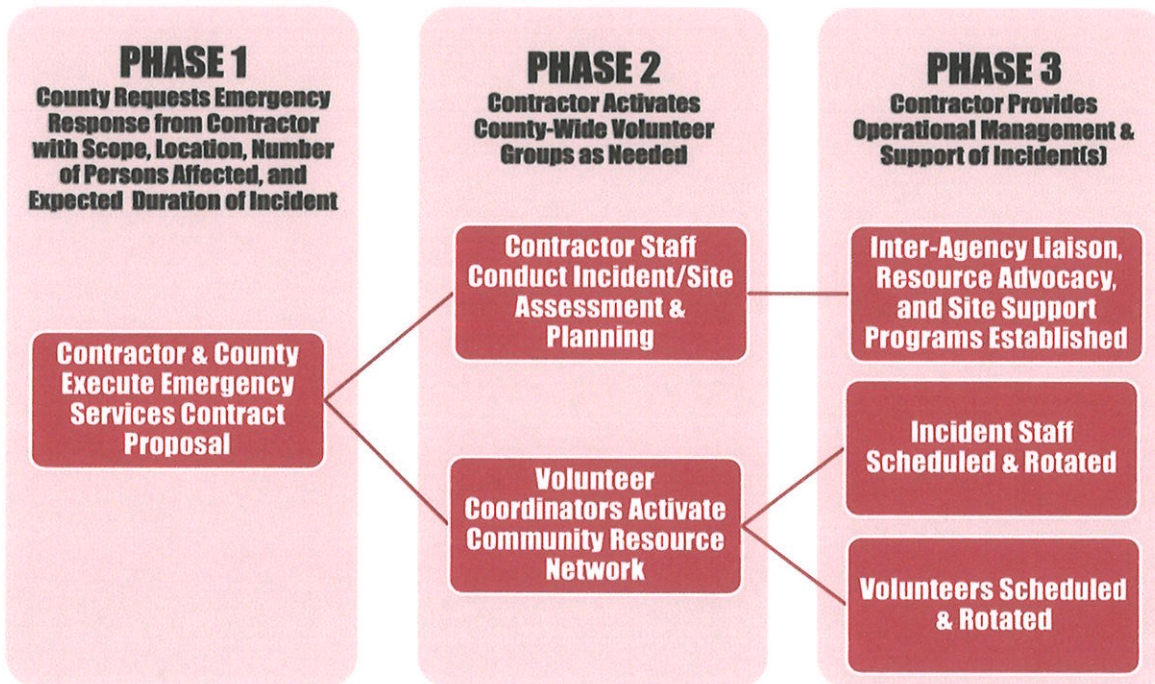 PHASE 1
County Requests Emergency
Response from Contractor
with Scope, Location, Number
of Persons Affected, and
Expected Duration of Incident
Contractor & County
Execute Emergency
Services Contract
Proposal
PHASE 2
Contractor Activates
County-Wide Volunteer
Groups as Needed
Contractor Staff
Conduct Incident/Site
Assessment &
Planning
Volunteer
Coordinators Activate
Community Resource
Network
PHASE 3
Contractor Provides
Operational Management &
Support of Incident(s)
Inter-Agency Liaison,
Resource Advocacy,
and Site Support
Programs Established
Incident Staff
Scheduled & Rotated
Volunteers Scheduled
& Rotated